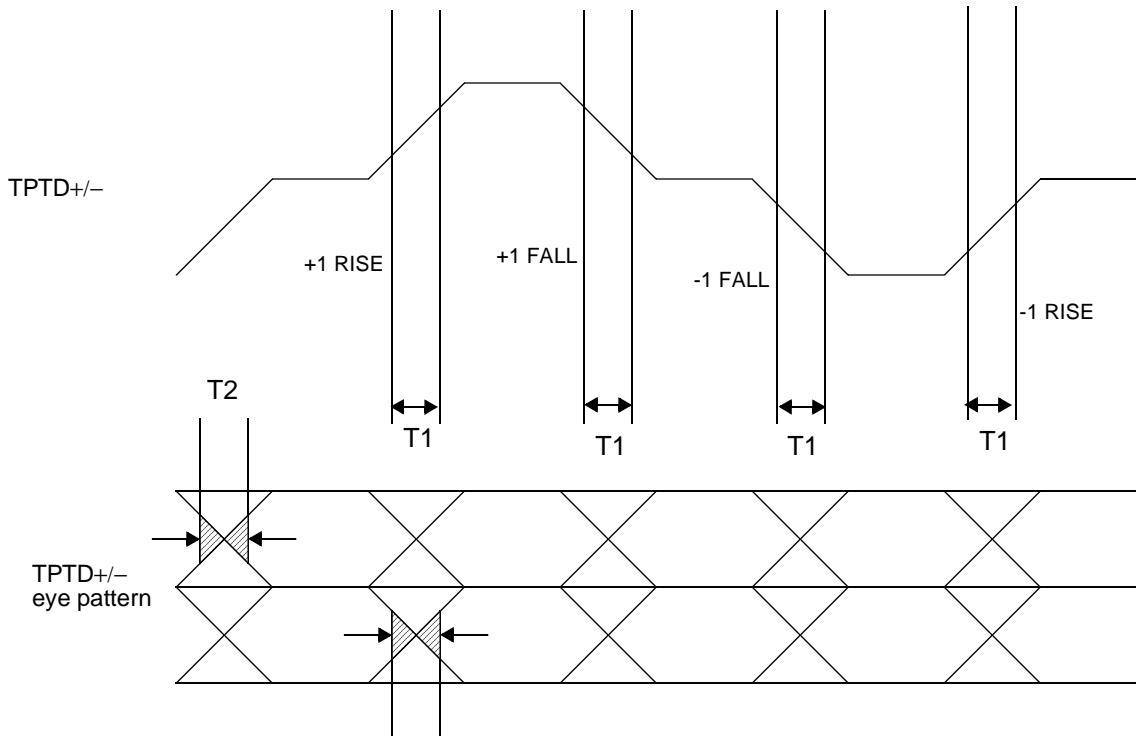 TPTD+/−
+1 RISE
+1 FALL
-1 FALL
-1 RISE
T2
T1
T1
T1
T1
TPTD+/−
eye pattern